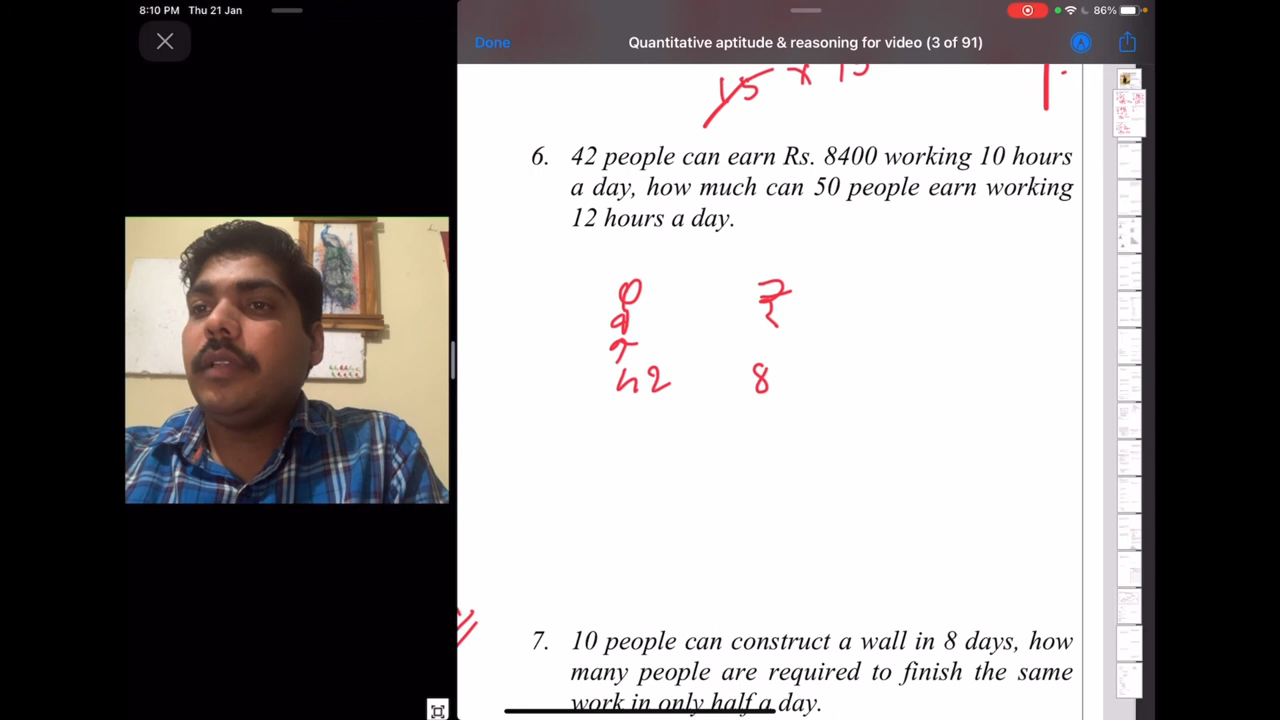 8:10 PM Thu 21 Jan
86%
Done
Quantitative aptitude & reasoning for video (3 of 91)
15 x 15
6. 42 people can earn Rs. 8400 working 10 hours
a day, how much can 50 people earn working
12 hours a day.
₹
42 8
7. 10 people can construct a wall in 8 days, how
many people are required to finish the same
work in only half a day.